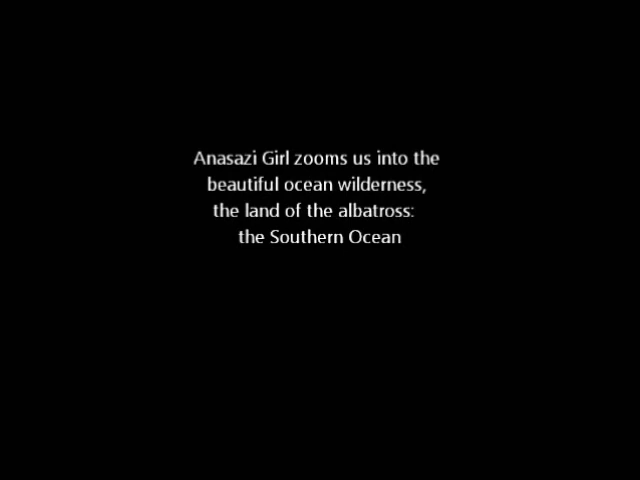 Anasazi Girl zooms us into the
beautiful ocean wilderness,
the land of the albatross:
the Southern Ocean